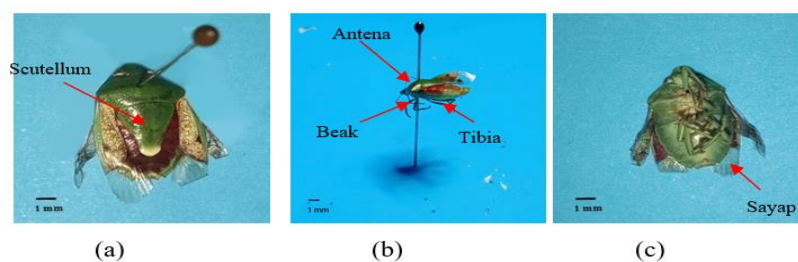 Scutellum
1 mm
Antena
Beak
Tibia
1 mm
Sayap
1 mm
(a)
(b)
(c)